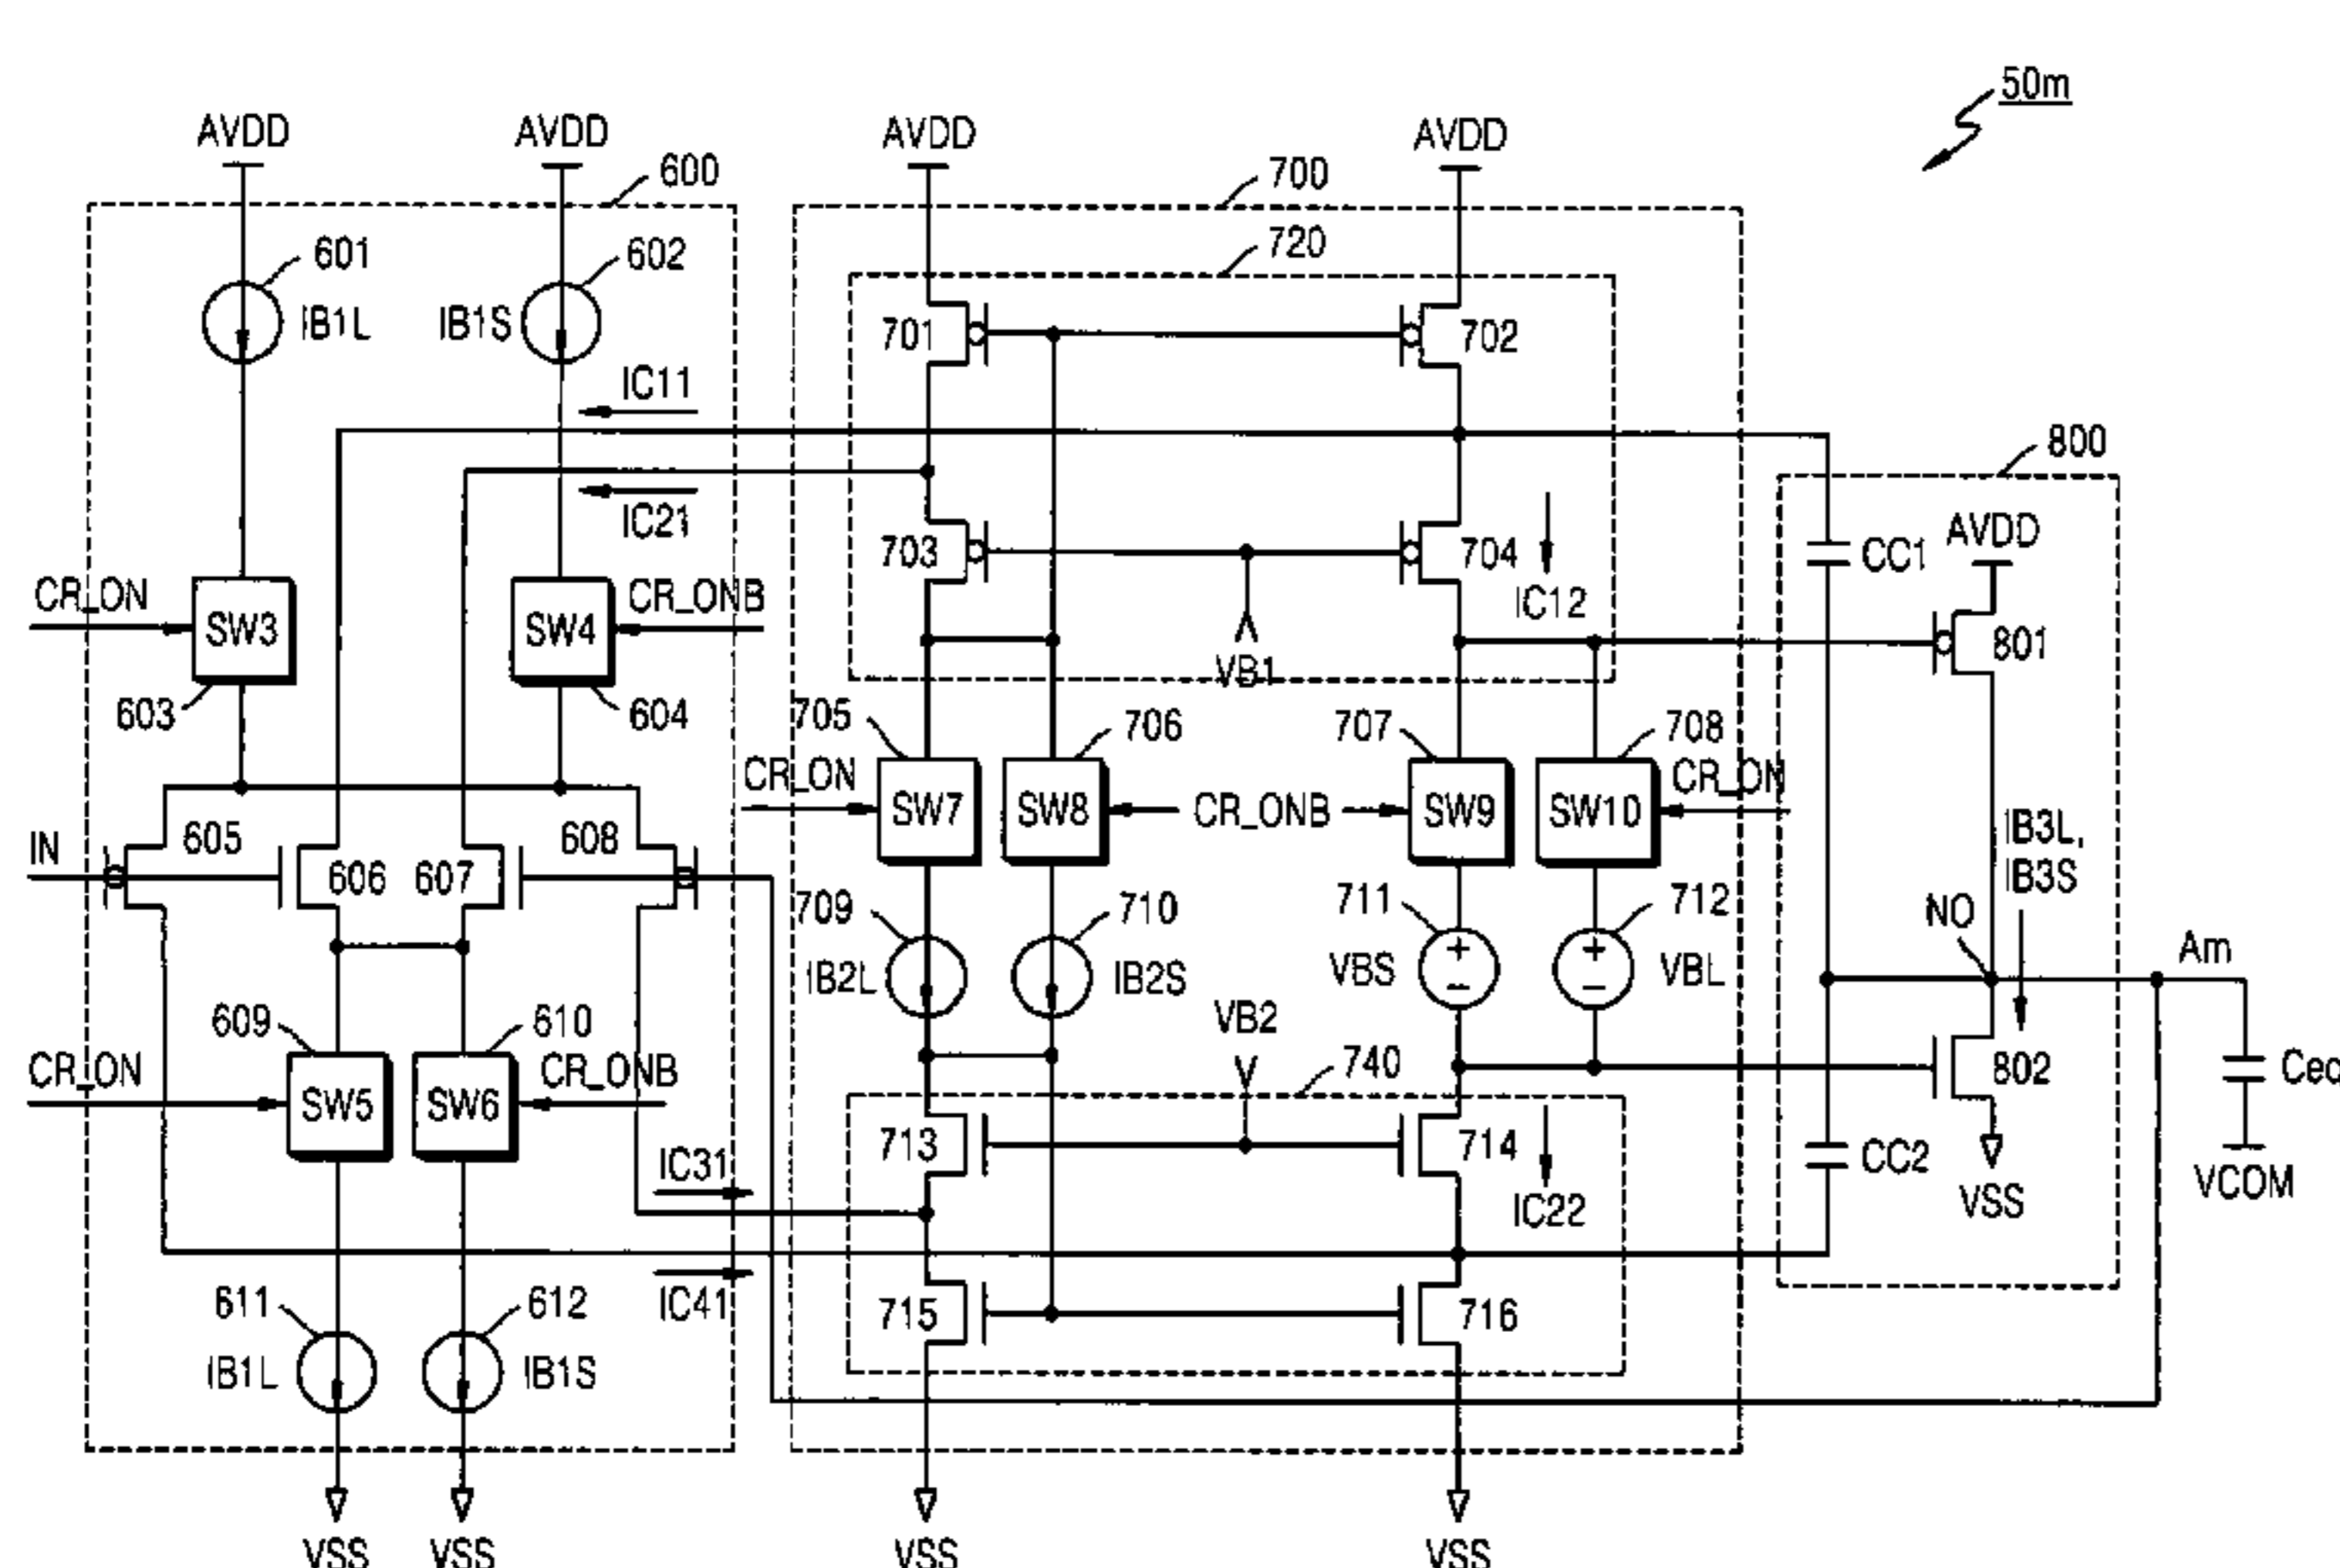 50m
AVDD AVDD AVDD AVDD
600 700
720
601 602
IB1L IB1S
701 702
IC11
800
IC21
703 704
CC1 AVDD
CR_ON SW3 SW4 CR_ONB
IC12
VB1
801
603 604
705 706 707 708
CR_ON SW7 SW8 CR_ONB SW9 SW10 CR_ON
IN 605 606 607 608
IB3L,
IB3S
709 710 711 712
NO
IB2L IB2S VBS VBL
Am
609 610
VB2
740
CR_ON SW5 SW6 CR_ONB
802
713 714
CC2
IC31
VSS
VCOM
IC22
IC41
611 612
715 716
IB1L IB1S
VSS VSS VSS VSS